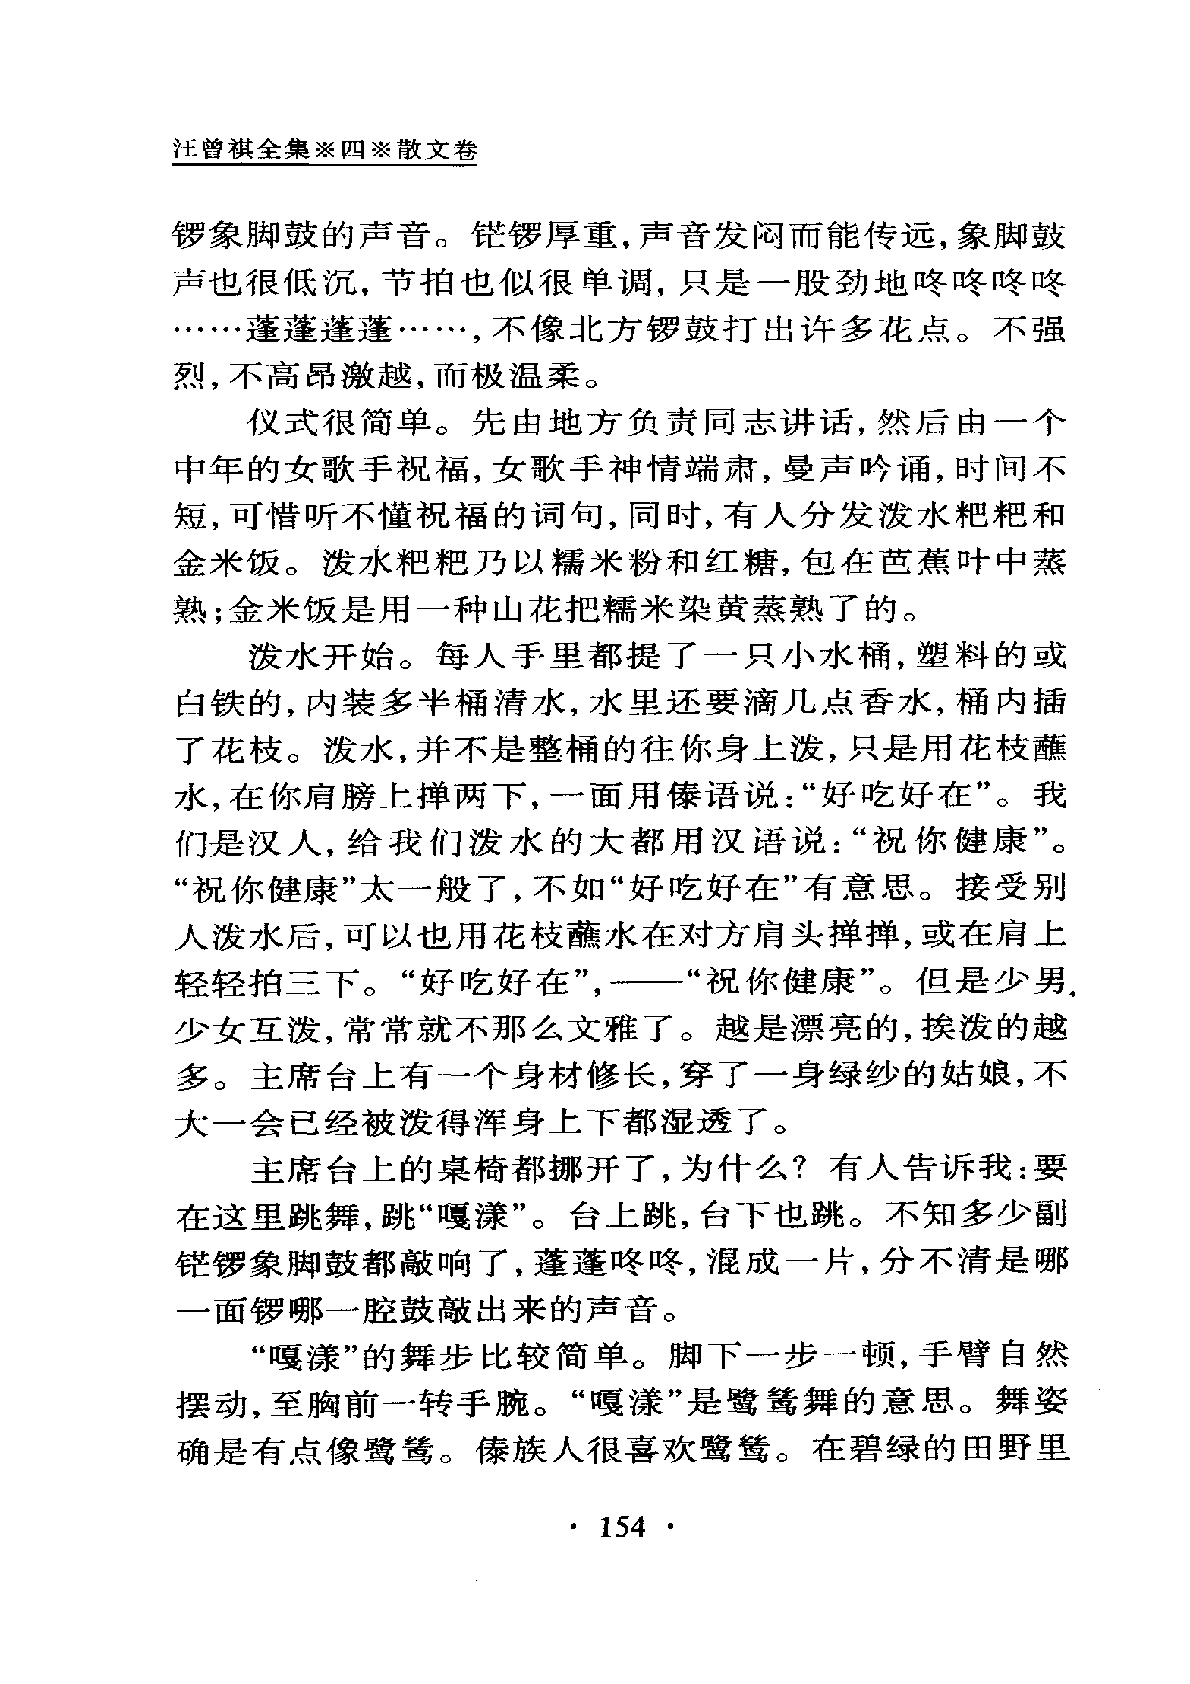 汪曾祺全集※四※散文卷
锣象脚鼓的声音。铓锣厚重,声音发闷而能传远,象脚鼓
声也很低沉,节拍也似很单调,只是一股劲地咚咚咚咚
……蓬蓬蓬蓬……,不像北方锣鼓打出许多花点。不强
烈,不高昂激越,而极温柔。
仪式很简单。先由地方负责同志讲话,然后由一个
中年的女歌手祝福,女歌手神情端肃,曼声吟诵,时间不
短,可惜听不懂祝福的词句,同时,有人分发泼水粑粑和
金米饭。泼水粑粑乃以糯米粉和红糖,包在芭蕉叶中蒸
熟;金米饭是用一种山花把糯米染黄蒸熟了的。
泼水开始。每人手里都提了一只小水桶,塑料的或
白铁的,内装多半桶清水,水里还要滴几点香水,桶内插
了花枝。泼水,并不是整桶的往你身上泼,只是用花枝蘸
水,在你肩膀上掸两下,一面用傣语说:“好吃好在”。我
们是汉人,给我们泼水的大都用汉语说:“祝你健康”。
“祝你健康”太一般了,不如“好吃好在”有意思。接受别
人泼水后,可以也用花枝蘸水在对方肩头掸掸,或在肩上
轻轻拍三下。“好吃好在”,——“祝你健康”。但是少男、
少女互泼,常常就不那么文雅了。越是漂亮的,挨泼的越
多。主席台上有一个身材修长,穿了一身绿纱的姑娘,不
大一会已经被泼得浑身上下都湿透了。
主席台上的桌椅都挪开了,为什么?有人告诉我:要
在这里跳舞,跳“嘎漾”。台上跳,台下也跳。不知多少副
铓锣象脚鼓都敲响了,蓬蓬咚咚,混成一片,分不清是哪
一面锣哪一腔鼓敲出来的声音。
“嘎漾”的舞步比较简单。脚下一步一顿,手臂自然
摆动,至胸前一转手腕。“嘎漾”是鹭鸶舞的意思。舞姿
确是有点像鹭鸶。傣族人很喜欢鹭鸶。在碧绿的田野里
· 154 ·